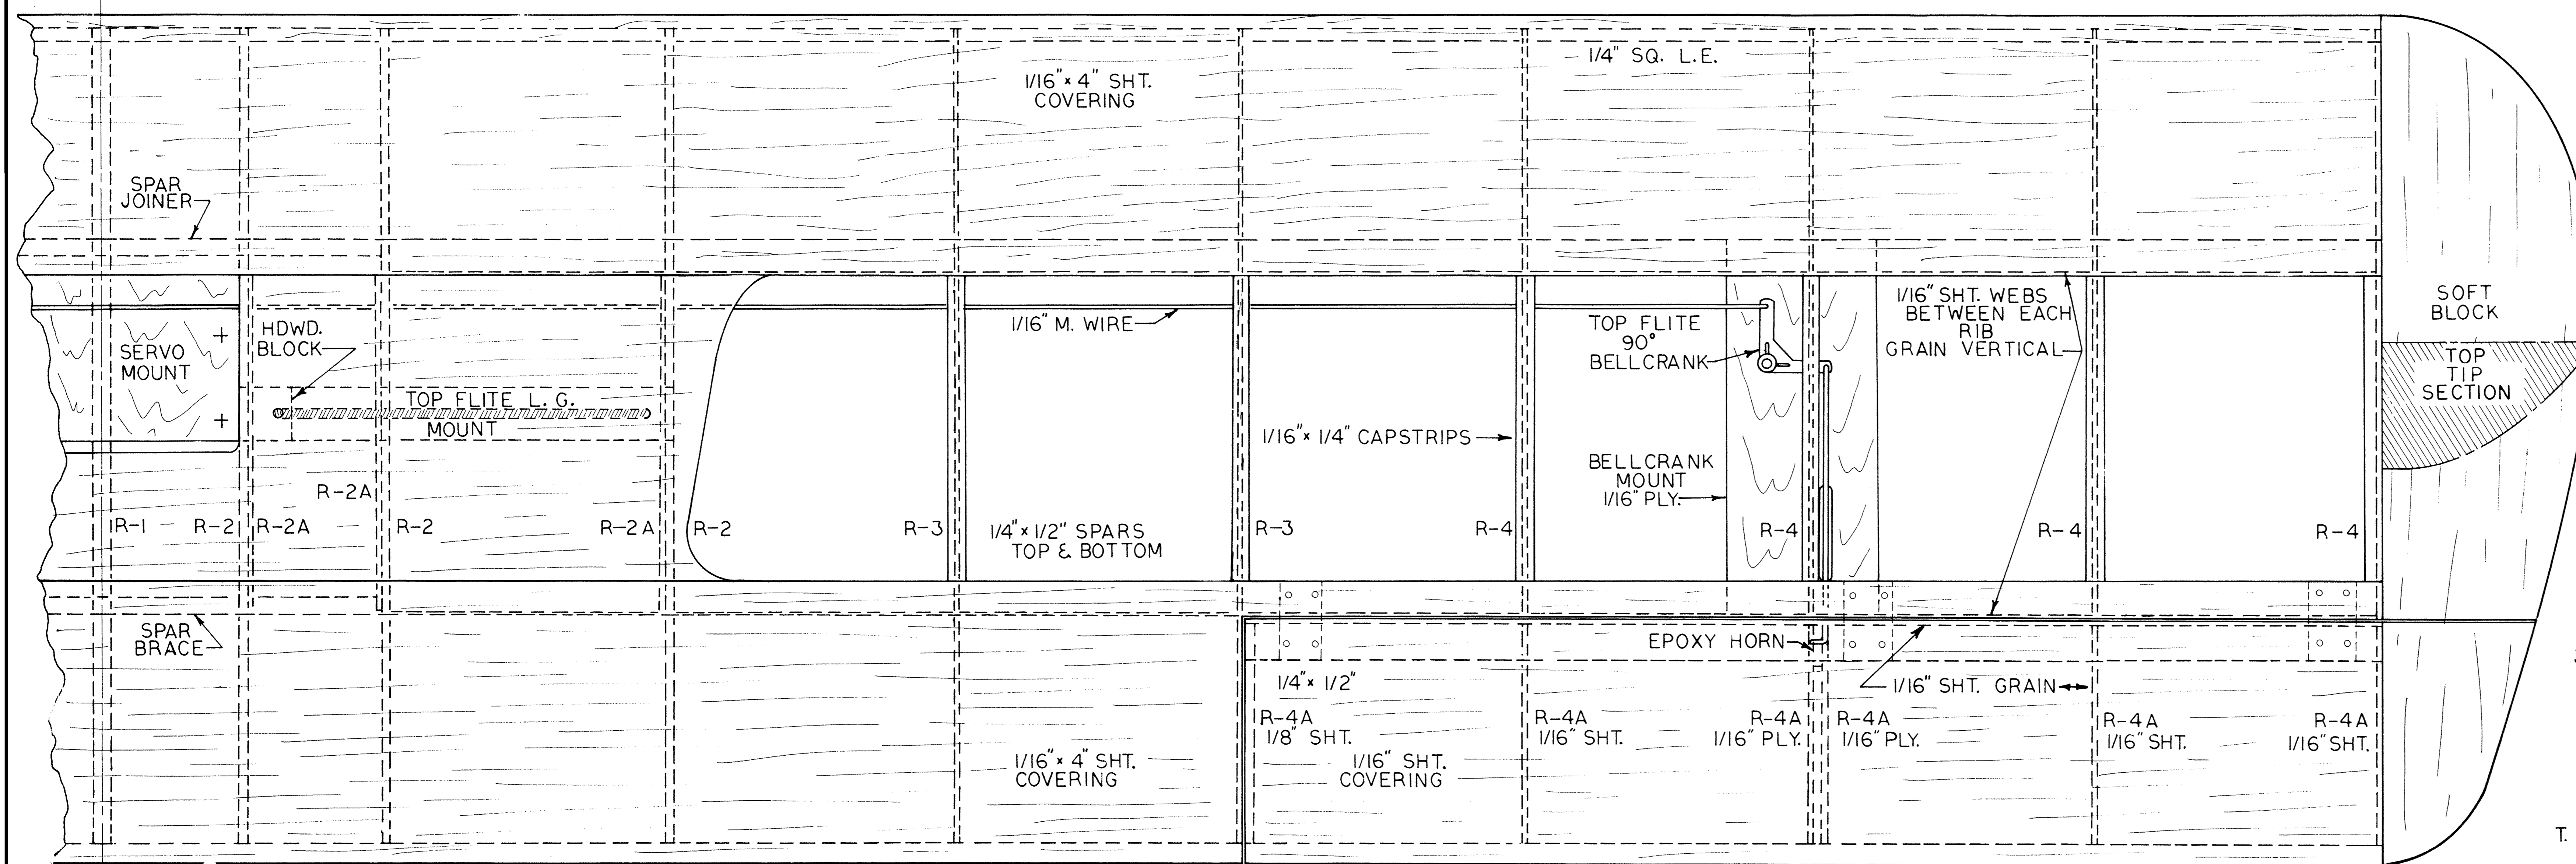 1/4" SQ. L.E.
1/16" x 4" SHT.
COVERING
SPAR
JOINER
HDWD.
BLOCK
SERVO
MOUNT
TOP FLITE L. G.
MOUNT
1/16" M. WIRE
TOP FLITE
90°
BELLCRANK
1/16" SHT. WEBS
BETWEEN EACH
RIB
GRAIN VERTICAL
SOFT
BLOCK
TOP
TIP
SECTION
1/16" x 1/4" CAPSTRIPS
BELLCRANK
MOUNT
1/16" PLY.
R-2A
R-1
R-2
R-2A
R-2
R-2A
R-2
R-3
1/4" x 1/2" SPARS
TOP & BOTTOM
R-3
R-4
R-4
R-4
R-4
SPAR
BRACE
EPOXY HORN
1/4" x 1/2"
1/16" SHT. GRAIN
R-4A
1/8" SHT.
R-4A
1/16" SHT.
R-4A
1/16" PLY.
R-4A
1/16" PLY.
R-4A
1/16" SHT.
R-4A
1/16" SHT.
1/16" x 4" SHT.
COVERING
1/16" SHT.
COVERING
T.